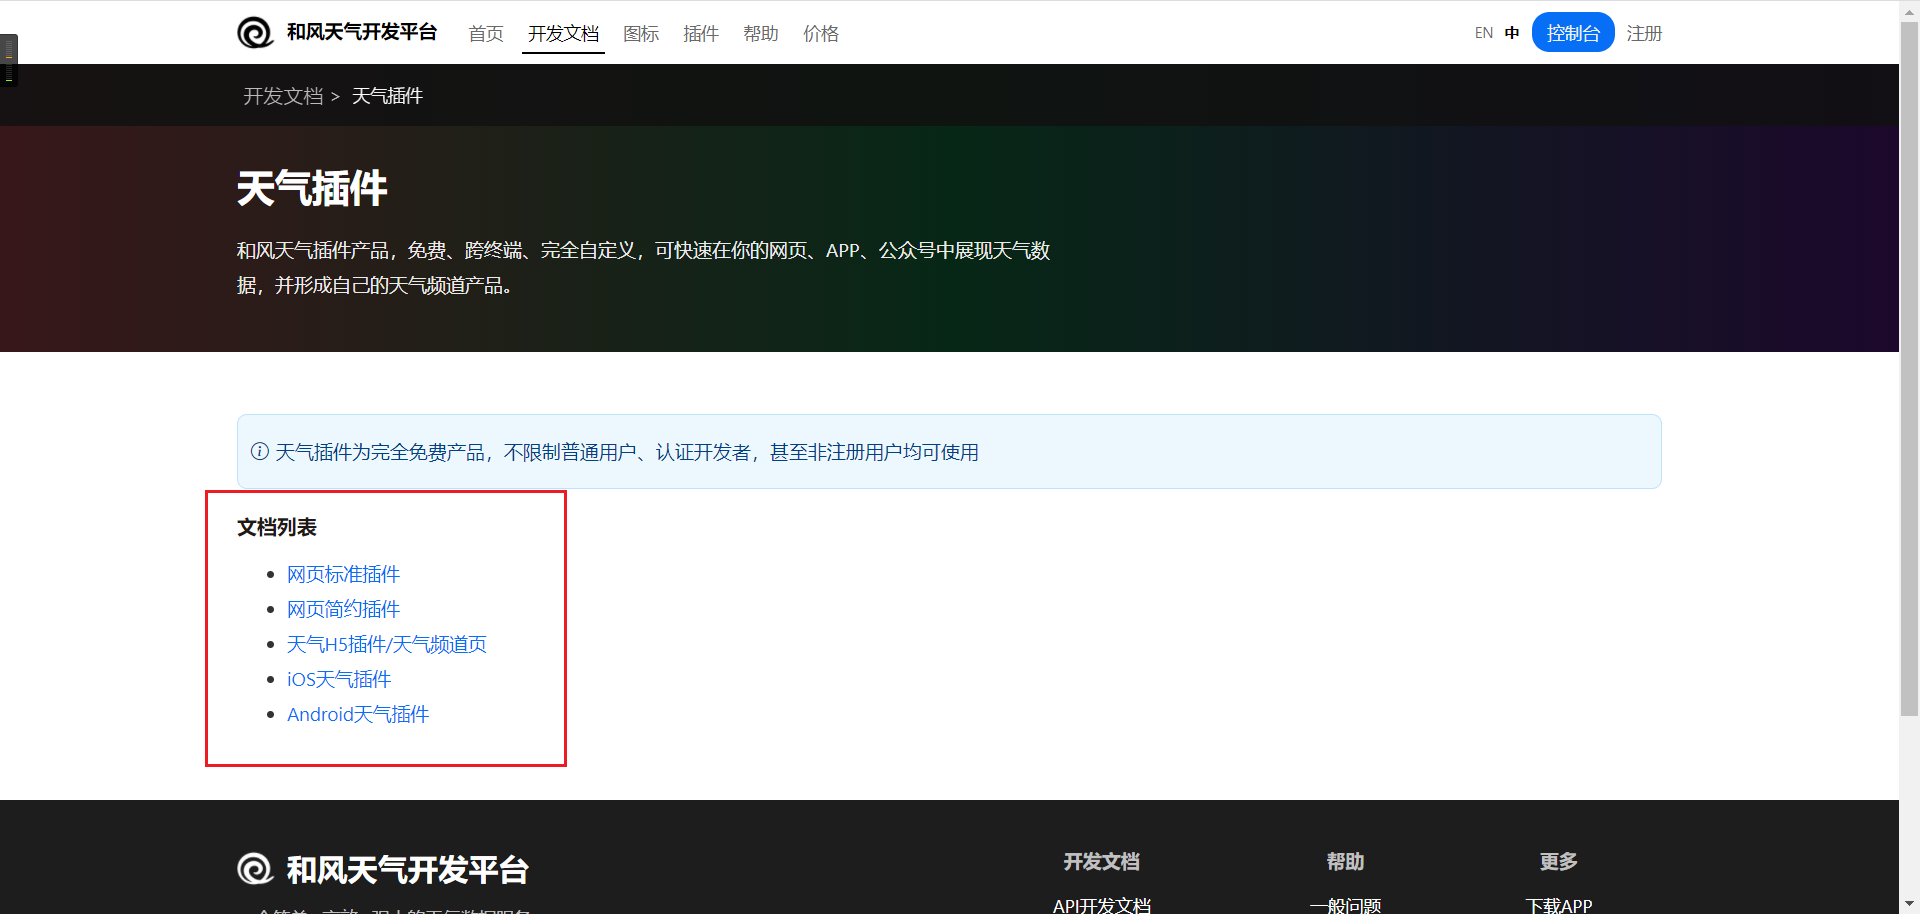 和风天气开发平台 首页 开发文档 图标 插件 帮助 价格 EN 中 控制台 注册
开发文档 > 天气插件
天气插件
和风天气插件产品，免费、跨终端、完全自定义，可快速在你的网页、APP、公众号中展现天气数
据，并形成自己的天气频道产品。
天气插件为完全免费产品，不限制普通用户、认证开发者，甚至非注册用户均可使用
文档列表
网页标准插件
网页简约插件
天气H5插件/天气频道页
iOS天气插件
Android天气插件
和风天气开发平台 开发文档 帮助 更多
API开发文档 一般问题 下载APP